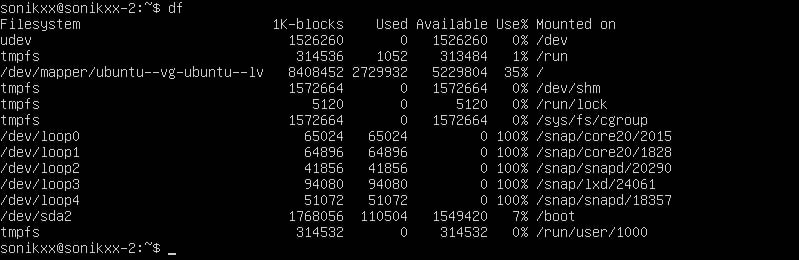 sonikxx@sonikxx-2:~$ df
Filesystem                        1K-blocks    Used Available Use% Mounted on
udev                                1526260       0   1526260   0% /dev
tmpfs                                314536    1052    313484   1% /run
/dev/mapper/ubuntu--vg-ubuntu--lv   8408452 2729932   5229804  35% /
tmpfs                               1572664       0   1572664   0% /dev/shm
tmpfs                                  5120       0      5120   0% /run/lock
tmpfs                               1572664       0   1572664   0% /sys/fs/cgroup
/dev/loop0                            65024   65024         0 100% /snap/core20/2015
/dev/loop1                            64896   64896         0 100% /snap/core20/1828
/dev/loop2                            41856   41856         0 100% /snap/snapd/20290
/dev/loop3                            94080   94080         0 100% /snap/lxd/24061
/dev/loop4                            51072   51072         0 100% /snap/snapd/18357
/dev/sda2                           1768056  110504   1549420   7% /boot
tmpfs                                314532       0    314532   0% /run/user/1000
sonikxx@sonikxx-2:~$ _